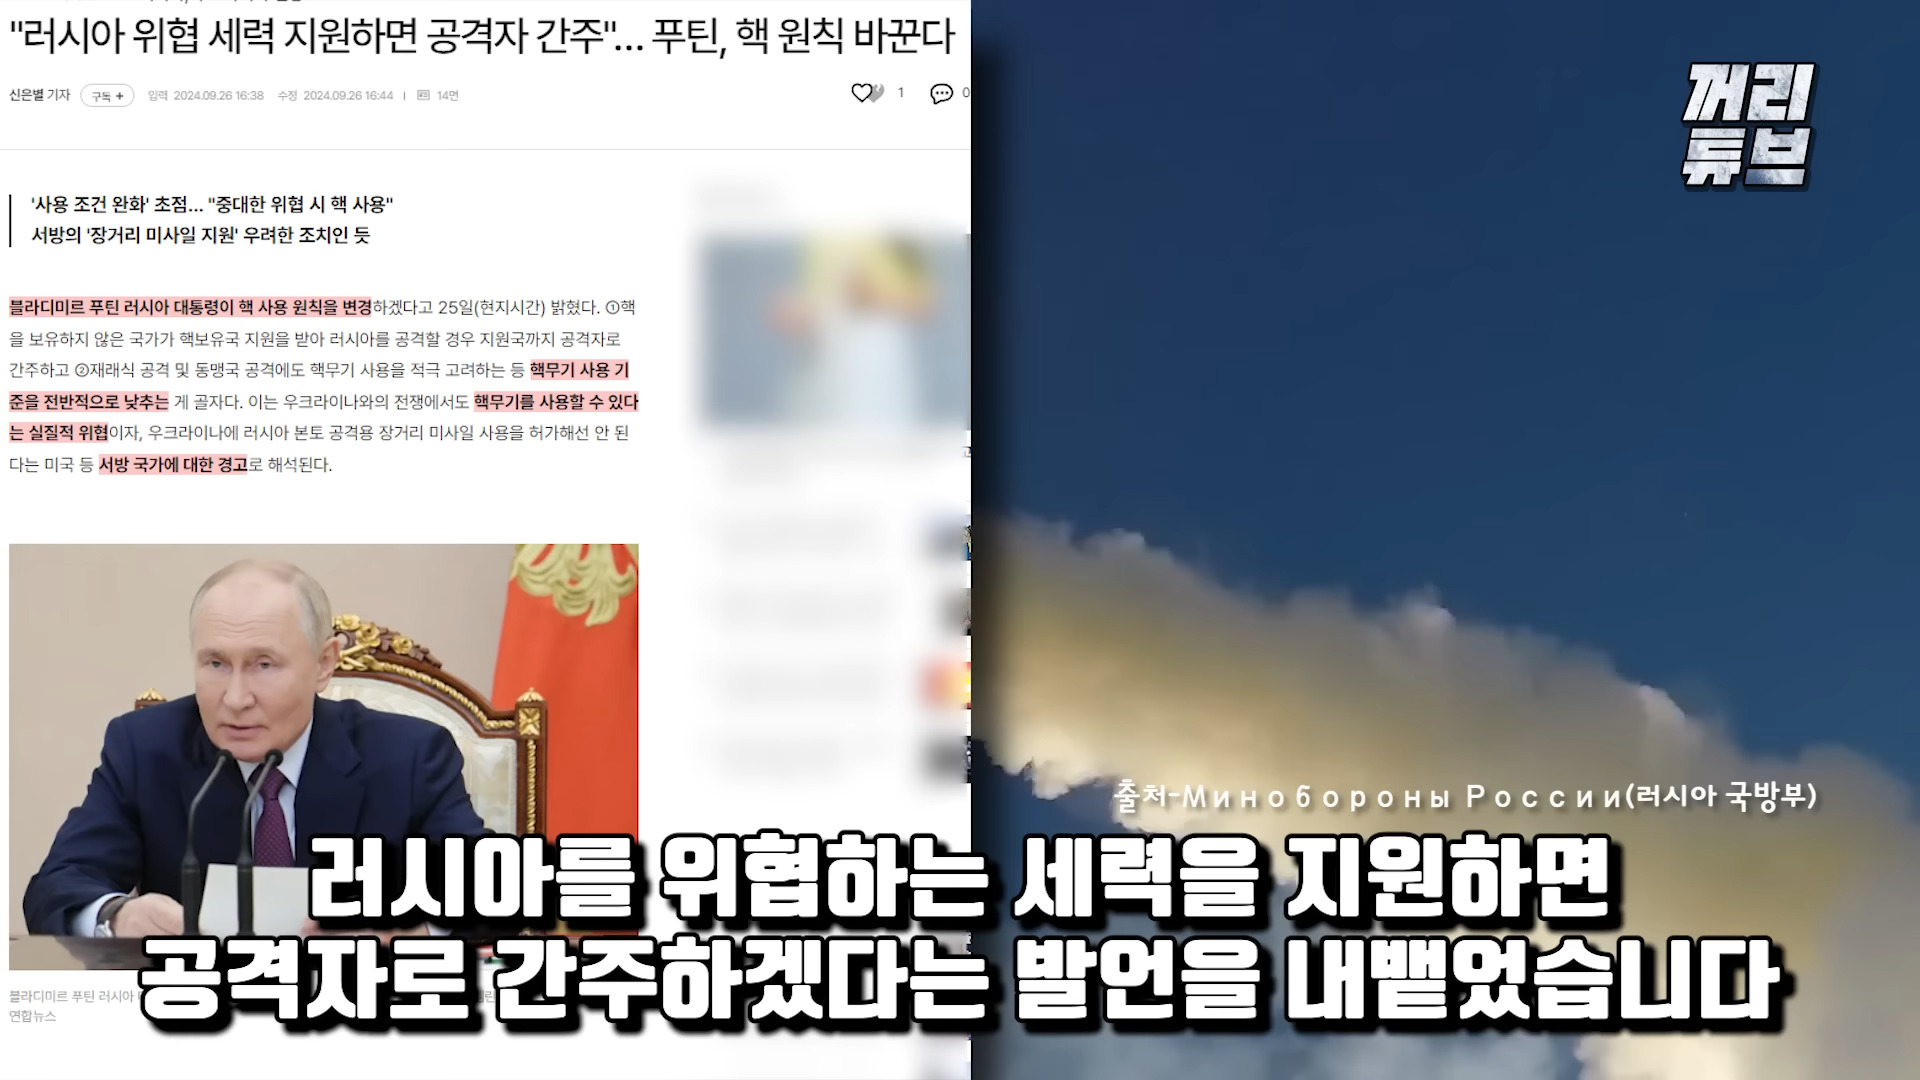 "러시아 위협 세력 지원하면 공격자 간주"... 푸틴, 핵 원칙 바꾼다
신은별 기자 구독 + 입력 2024.09.26 16:38 수정 2024.09.26 16:44 | 14면
1 0
꺼리
튜브
'사용 조건 완화' 초점... "중대한 위협 시 핵 사용"
서방의 '장거리 미사일 지원' 우려한 조치인 듯
블라디미르 푸틴 러시아 대통령이 핵 사용 원칙을 변경하겠다고 25일(현지시간) 밝혔다. ①핵
을 보유하지 않은 국가가 핵보유국 지원을 받아 러시아를 공격할 경우 지원국까지 공격자로
간주하고 ②재래식 공격 및 동맹국 공격에도 핵무기 사용을 적극 고려하는 등 핵무기 사용 기
준을 전반적으로 낮추는 게 골자다. 이는 우크라이나와의 전쟁에서도 핵무기를 사용할 수 있다
는 실질적 위협이자, 우크라이나에 러시아 본토 공격용 장거리 미사일 사용을 허가해선 안 된
다는 미국 등 서방 국가에 대한 경고로 해석된다.
출처-Минобороны России(러시아 국방부)
러시아를 위협하는 세력을 지원하면
공격자로 간주하겠다는 발언을 내뱉었습니다
블라디미르 푸틴 러시아
연합뉴스